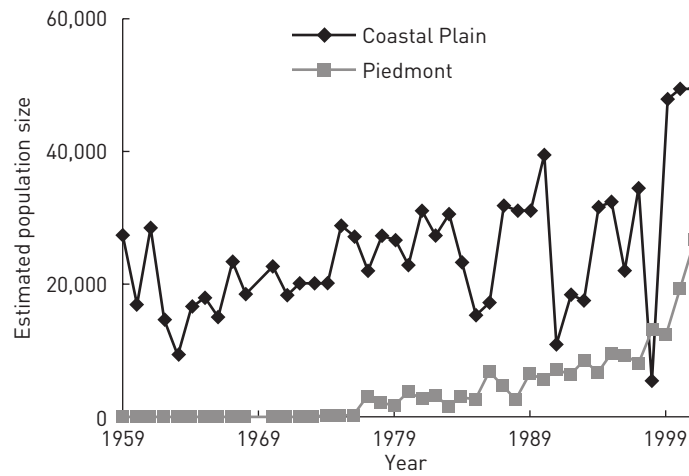 60,000
Coastal Plain
Piedmont
40,000
Estimated population size
20,000
0
1959
1969
1979
1989
1999
Year